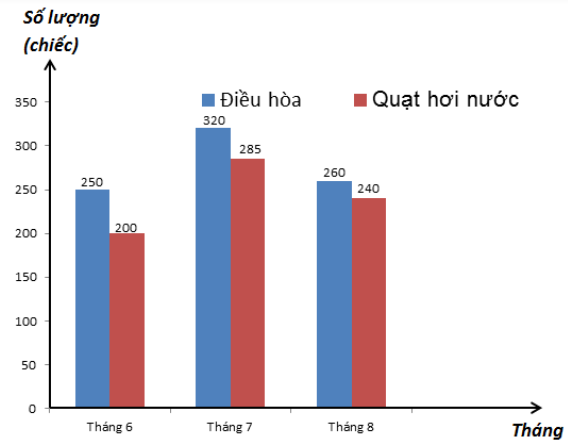 Số lượng
(chiếc)
Điều hòa
Quạt hơi nước
350
300
250
200
150
100
50
0
250
200
320
285
260
240
Tháng 6
Tháng 7
Tháng 8
Tháng